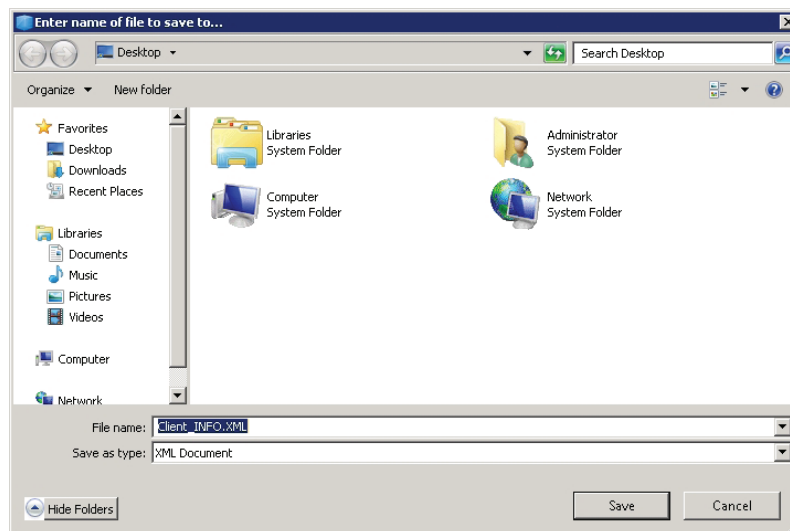 Enter name of file to save to...
Desktop
Search Desktop
Organize
New folder
Favorites
Desktop
Downloads
Recent Places
Libraries
Documents
Music
Pictures
Videos
Computer
Network
Libraries
System Folder
Administrator
System Folder
Computer
System Folder
Network
System Folder
File name: Client_INFO.XML
Save as type: XML Document
Hide Folders
Save
Cancel